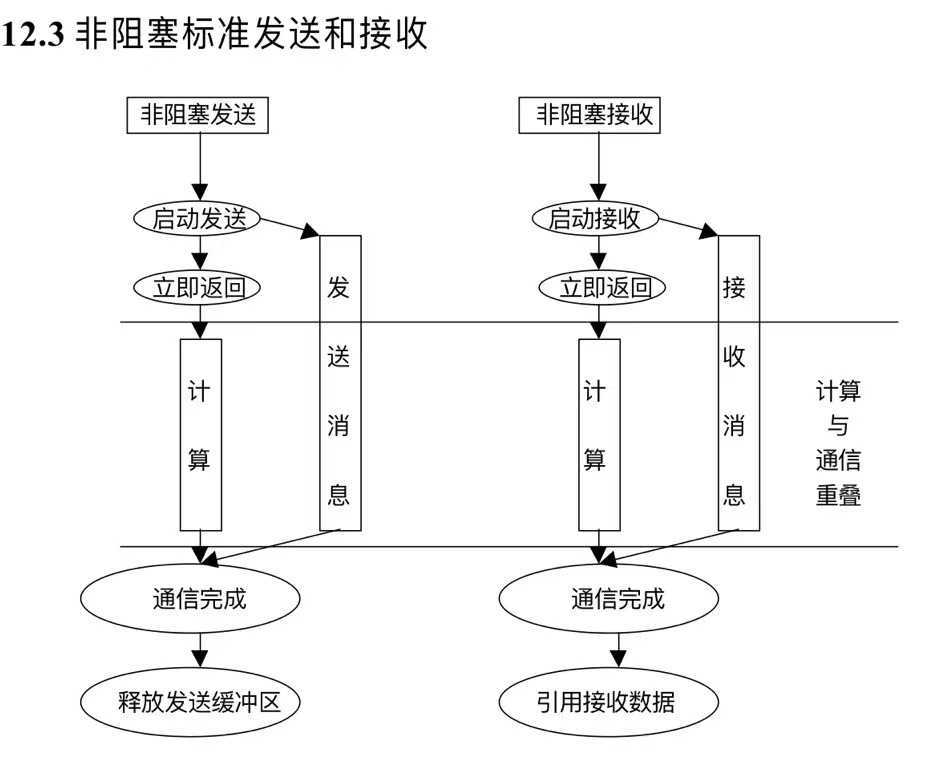 12.3 非阻塞标准发送和接收
非阻塞发送
启动发送
立即返回
计
算
发
送
消
息
通信完成
释放发送缓冲区
非阻塞接收
启动接收
立即返回
计
算
接
收
消
息
通信完成
引用接收数据
计算
与
通信
重叠